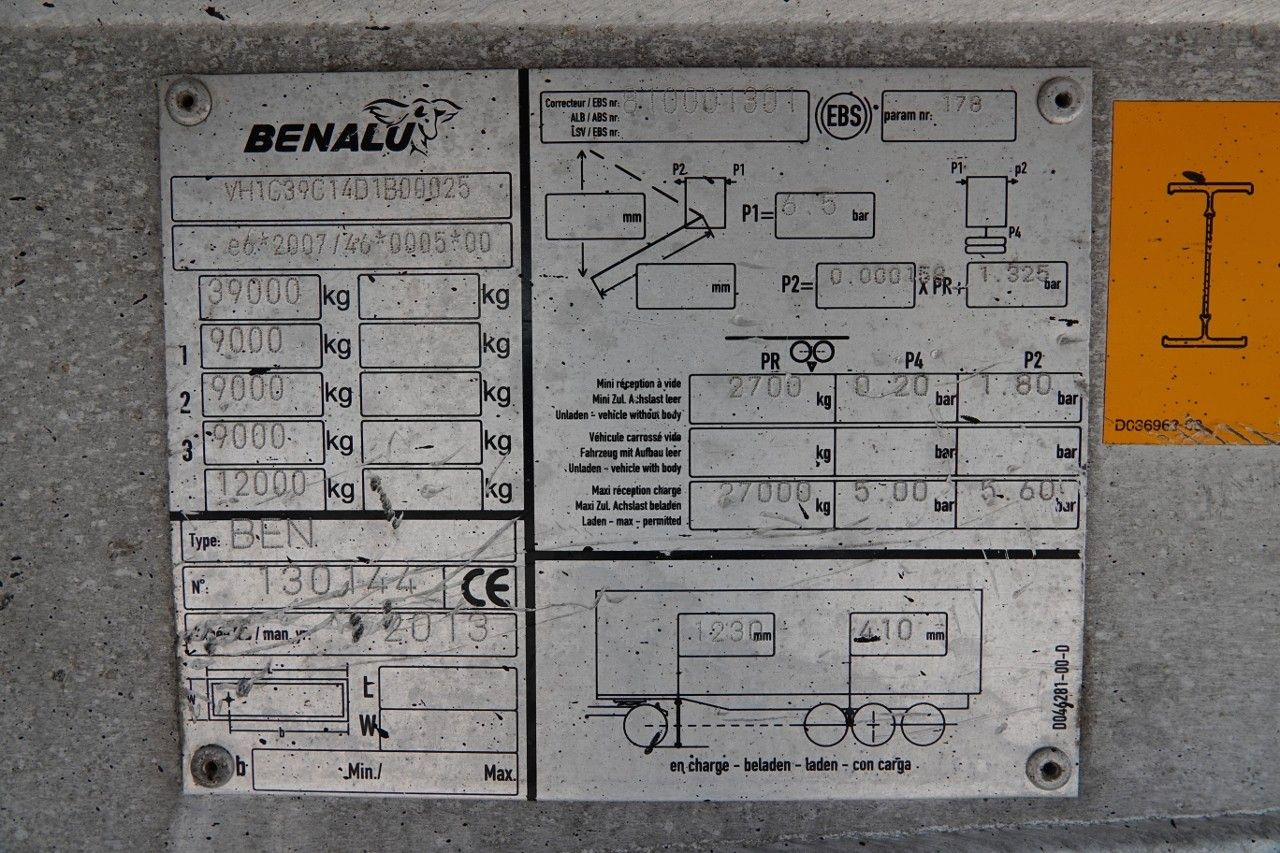 BENALU
VH1C39C14D1B00025
e6*2007/46*0005*00
39000 kg kg
1 9000 kg kg
2 9000 kg kg
3 9000 kg kg
12000 kg kg
Type: BEN
N°: 130144 CE
/ man. yr: 2013
L
W
b
t
W
b Min./ Max.
Correcteur / EBS nr: 810001301
ALB / ABS nr:
LSV / EBS nr:
EBS
param nr: 178
P2 P1
mm
mm
P1= 6.5 bar
P1 p2
P4
P2= 0.000156 X PR+ 1.325 bar
PR P4 P2
Mini réception à vide
Mini Zul. Achslast leer
Unladen - vehicle without body
2700 kg 0.20 bar 1.80 bar
Véhicule carrossé vide
Fahrzeug mit Aufbau leer
Unladen - vehicle with body
kg bar bar
Maxi réception charge
Maxi Zul. Achslast beladen
Laden - max - permitted
27000 kg 5.00 bar 5.60 bar
1230 mm 410 mm
en charge - beladen - laden - con carga
D046281-00-D
D036963-03